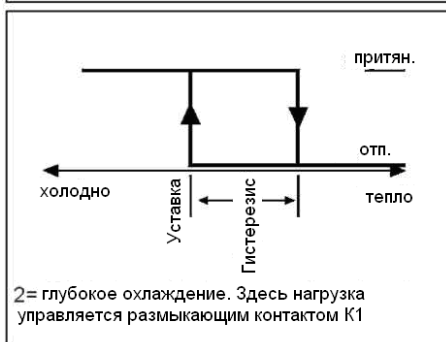 притян.
отп.
холодно
тепло
Уставка
Гистерезис
2= глубокое охлаждение. Здесь нагрузка
управляется размыкающим контактом К1